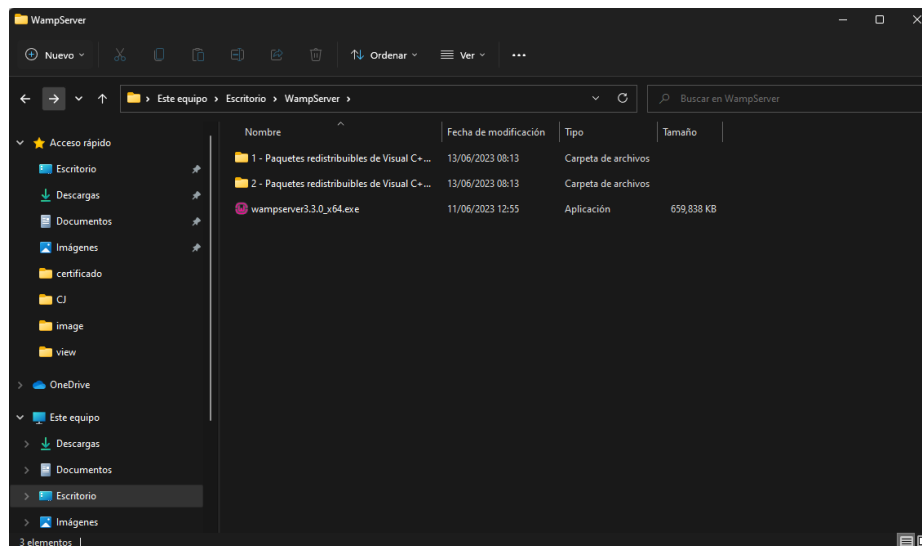 WampServer
Nuevo
Ordenar
Ver
Este equipo > Escritorio > WampServer >
Buscar en WampServer
Acceso rápido
Escritorio
Descargas
Documentos
Imágenes
certificado
CJ
image
view
OneDrive
Este equipo
Descargas
Documentos
Escritorio
Imágenes
Nombre Fecha de modificación Tipo Tamaño
1 - Paquetes redistribuibles de Visual C+... 13/06/2023 08:13 Carpeta de archivos
2 - Paquetes redistribuibles de Visual C+... 13/06/2023 08:13 Carpeta de archivos
wampserver3.3.0_x64.exe 11/06/2023 12:55 Aplicación 659,838 KB
3 elementos